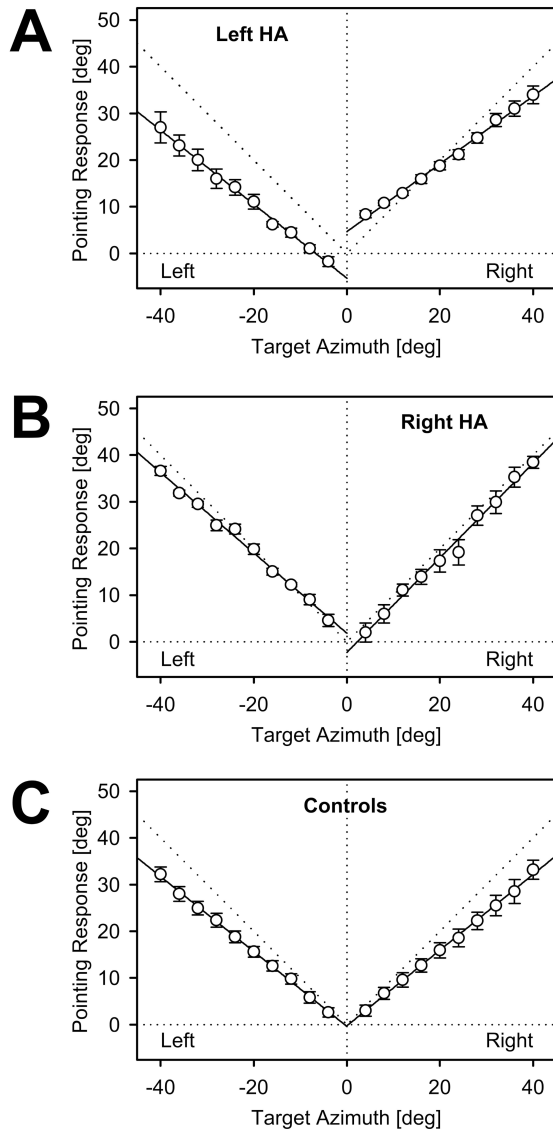 A
Left HA
Pointing Response [deg]
50
40
30
20
10
0
Left
Right
-40 -20 0 20 40
Target Azimuth [deg]
B
Right HA
Pointing Response [deg]
50
40
30
20
10
0
Left
Right
-40 -20 0 20 40
Target Azimuth [deg]
C
Controls
Pointing Response [deg]
50
40
30
20
10
0
Left
Right
-40 -20 0 20 40
Target Azimuth [deg]